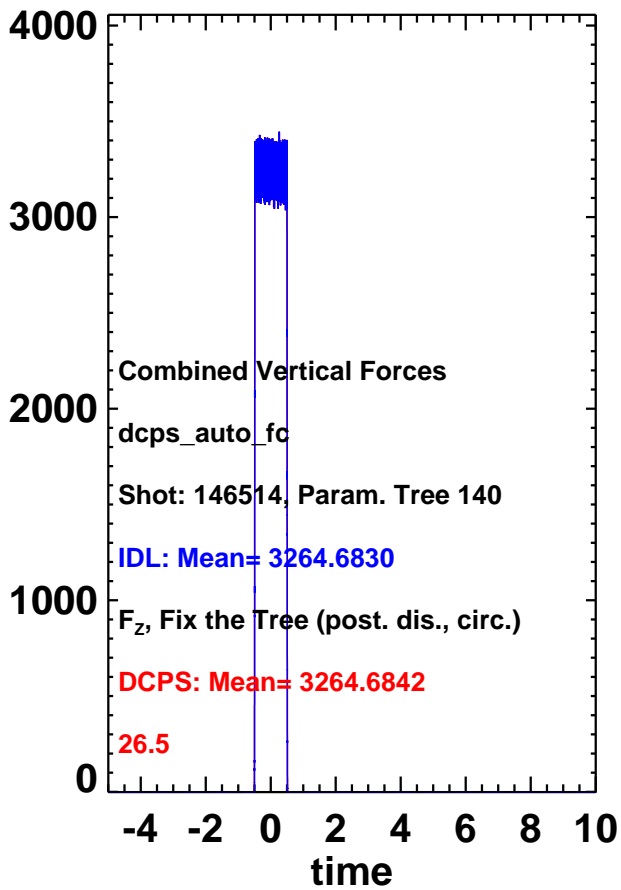 4000
3000
2000
1000
0
Combined Vertical Forces
dcps_auto_fc
Shot: 146514, Param. Tree 140
IDL: Mean= 3264.6830
FZ, Fix the Tree (post. dis., circ.)
DCPS: Mean= 3264.6842
26.5
-4 -2 0 2 4 6 8 10
time